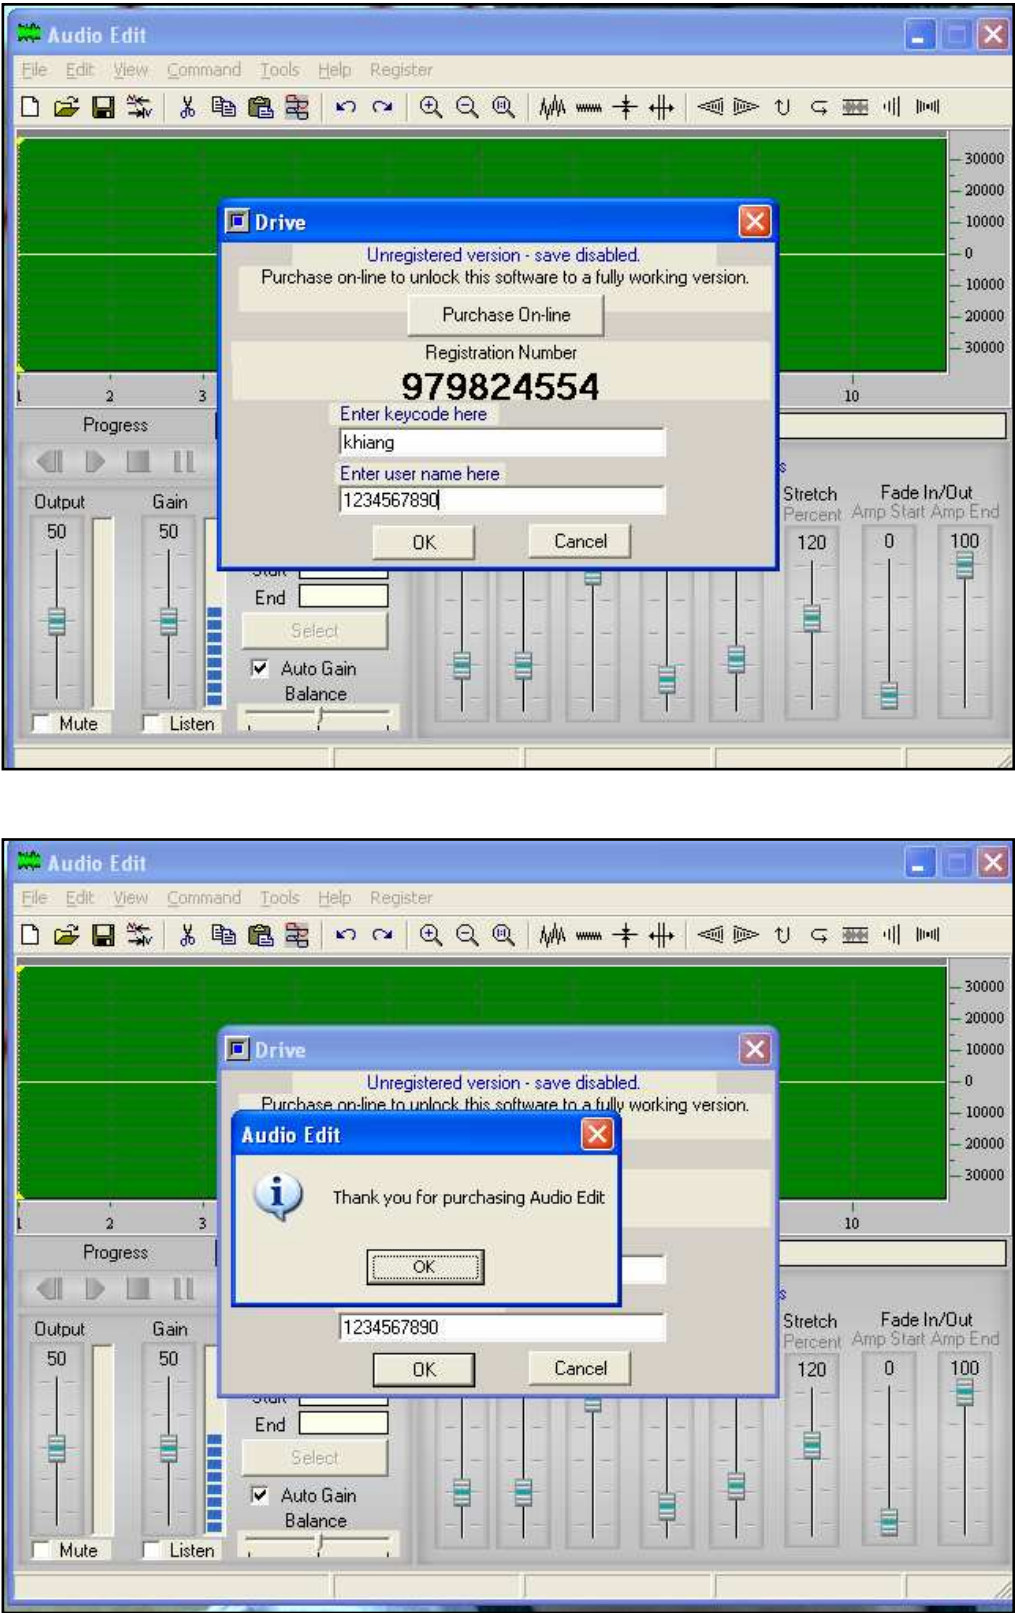 Audio Edit
File Edit View Command Tools Help Register
30000
20000
10000
Drive
Unregistered version - save disabled.
0
Purchase on-line to unlock this software to a fully working version.
10000
Purchase On-line
20000
Registration Number
30000
979824554
1 2 3 10
Enter keycode here
Progress
khiang
Enter user name here
s
1234567890
Output Gain Stretch Fade In/Out
Percent Amp Start Amp End
50 50 OK Cancel 120 0 100
Start
End
Select
Auto Gain
Balance
Mute Listen
Audio Edit
File Edit View Command Tools Help Register
30000
20000
10000
Drive
Unregistered version - save disabled.
0
Purchase on-line to unlock this software to a fully working version.
10000
Audio Edit
20000
30000
Thank you for purchasing Audio Edit
1 2 3 10
Progress
OK
s
1234567890
Output Gain Stretch Fade In/Out
Percent Amp Start Amp End
50 50 OK Cancel 120 0 100
Start
End
Select
Auto Gain
Balance
Mute Listen